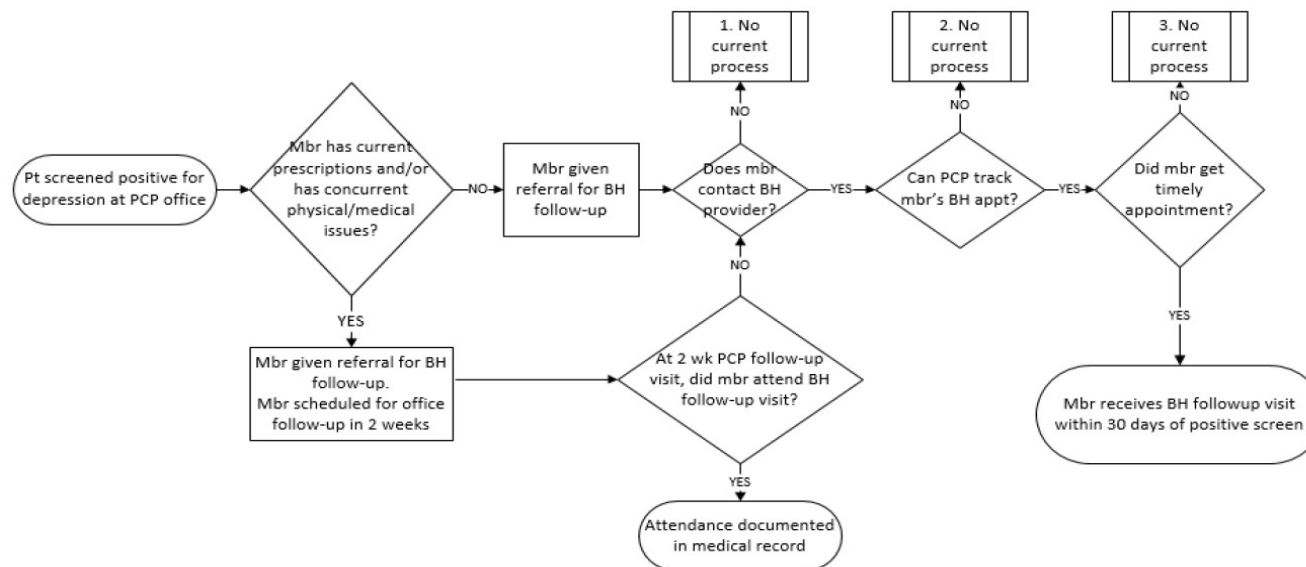 1. No
current
process
2. No
current
process
3. No
current
process
NO
NO
NO
Pt screened positive for
depression at PCP office
Mbr has current
prescriptions and/or
has concurrent
physical/medical
issues?
NO
Mbr given
referral for BH
follow-up
Does mbr
contact BH
provider?
YES
Can PCP track
mbr's BH appt?
YES
Did mbr get
timely
appointment?
YES
NO
YES
Mbr given referral for BH
follow-up.
Mbr scheduled for office
follow-up in 2 weeks
At 2 wk PCP follow-up
visit, did mbr attend BH
follow-up visit?
Mbr receives BH followup visit
within 30 days of positive screen
YES
Attendance documented
in medical record